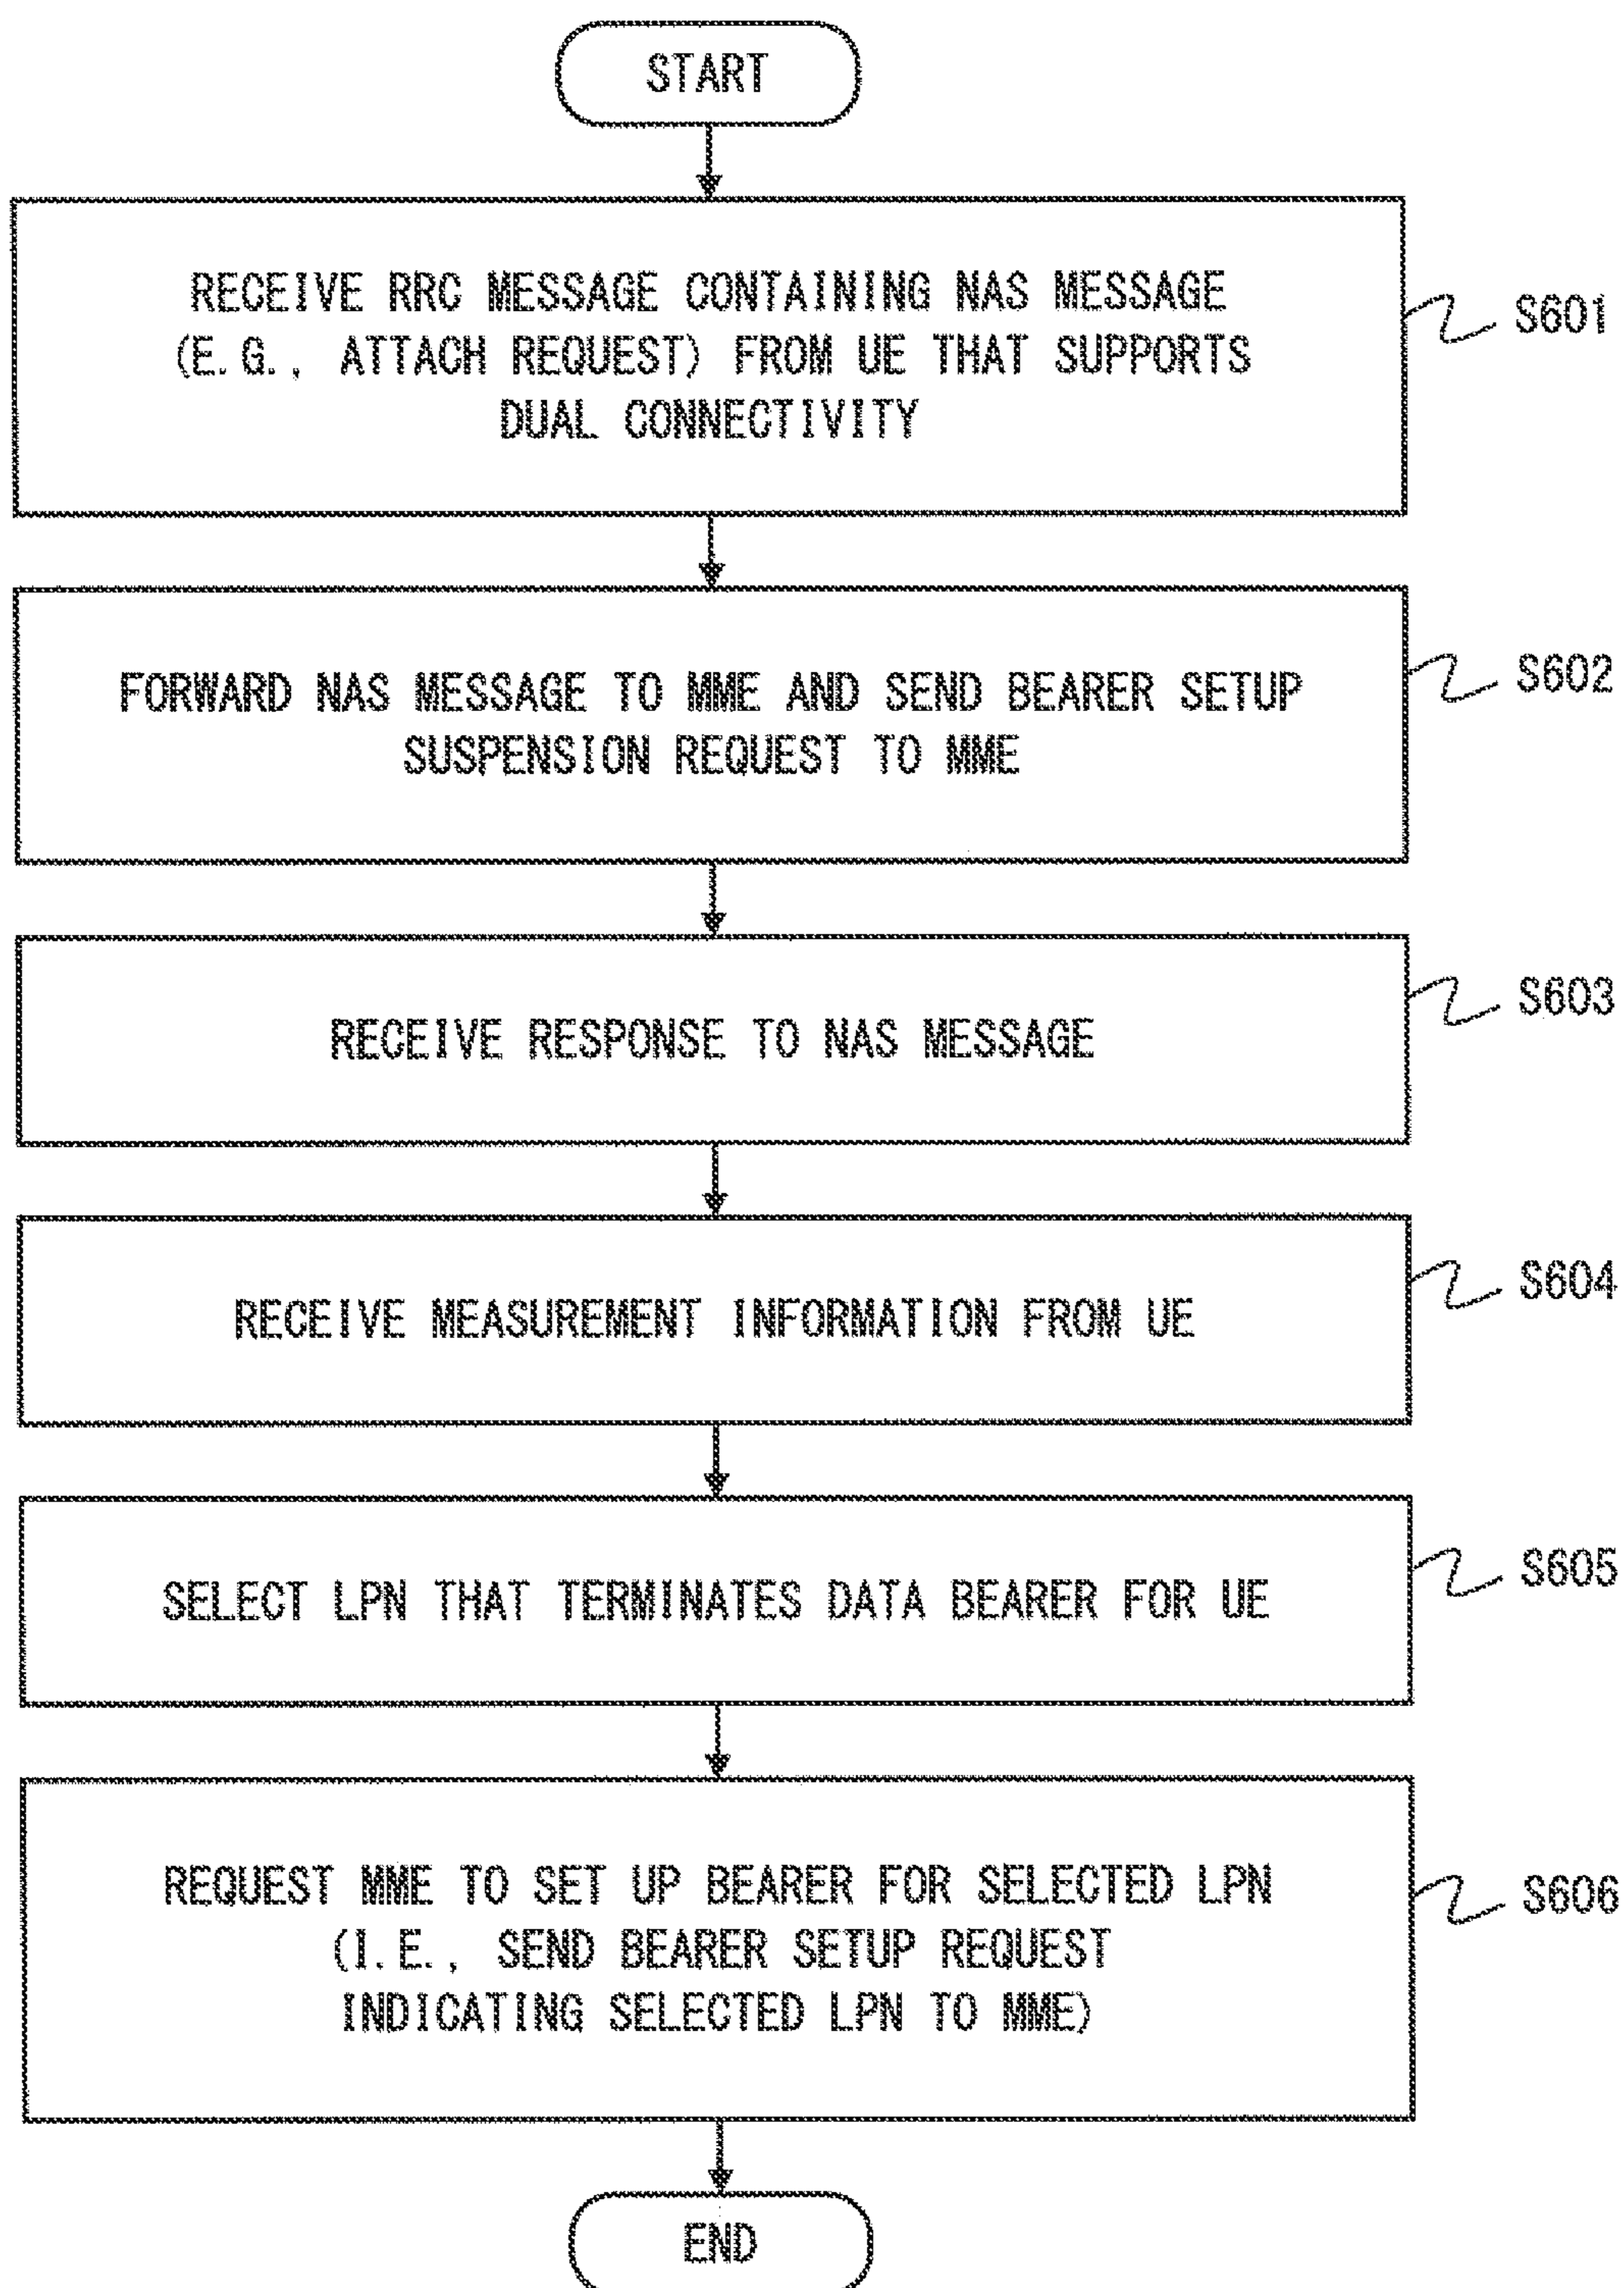 START
RECEIVE RRC MESSAGE CONTAINING NAS MESSAGE
(E.G., ATTACH REQUEST) FROM UE THAT SUPPORTS
DUAL CONNECTIVITY
S601
FORWARD NAS MESSAGE TO MME AND SEND BEARER SETUP
SUSPENSION REQUEST TO MME
S602
RECEIVE RESPONSE TO NAS MESSAGE
S603
RECEIVE MEASUREMENT INFORMATION FROM UE
S604
SELECT LPN THAT TERMINATES DATA BEARER FOR UE
S605
REQUEST MME TO SET UP BEARER FOR SELECTED LPN
(I.E., SEND BEARER SETUP REQUEST
INDICATING SELECTED LPN TO MME)
S606
END